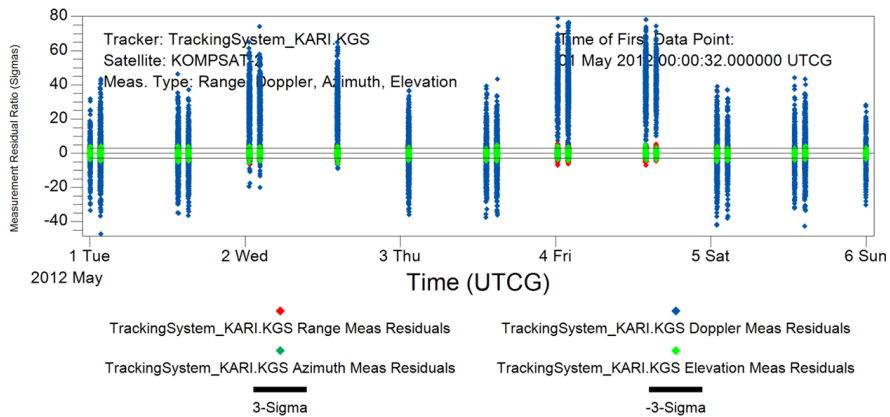 80
60
40
20
0
-20
-40
Measurement Residual Ratio (Sigmas)
Tracker: TrackingSystem_KARI.KGS
Satellite: KOMPSAT-2
Meas. Type: Range, Doppler, Azimuth, Elevation
Time of First Data Point:
01 May 2012 00:00:32.000000 UTCG
1 Tue 2 Wed 3 Thu 4 Fri 5 Sat 6 Sun
2012 May
Time (UTCG)
TrackingSystem_KARI.KGS Range Meas Residuals
TrackingSystem_KARI.KGS Doppler Meas Residuals
TrackingSystem_KARI.KGS Azimuth Meas Residuals
TrackingSystem_KARI.KGS Elevation Meas Residuals
3-Sigma
-3-Sigma